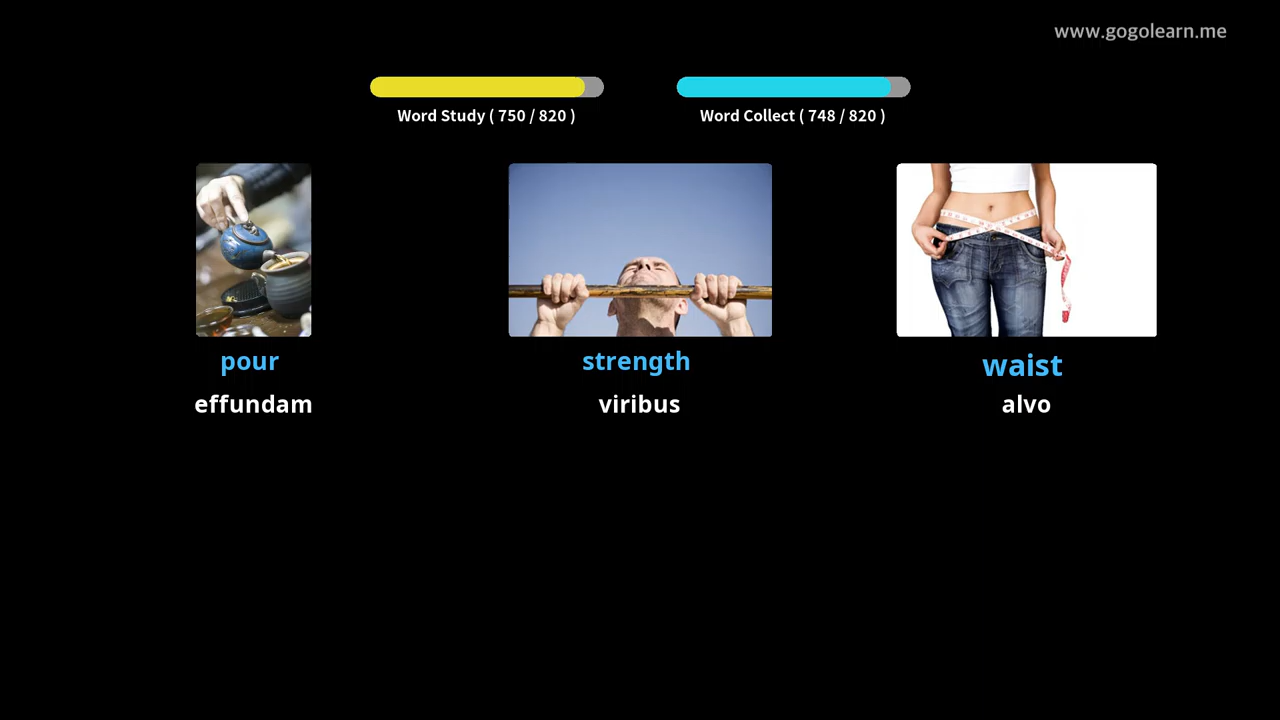 www.gogolearn.me
Word Study ( 750 / 820 )
Word Collect ( 748 / 820 )
pour
effundam
strength
viribus
waist
alvo